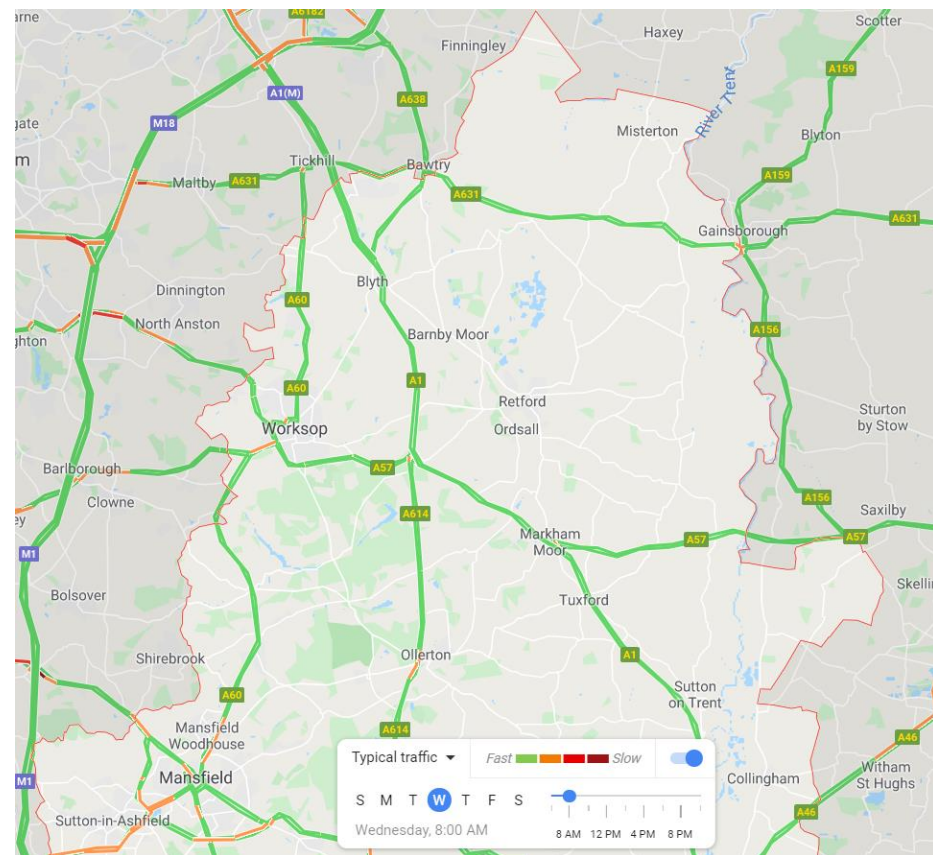 arne
A6182
Finningley
Haxey
Scotter
A1(M)
A638
A159
gate
M18
River Trent
Misterton
Blyton
m
Tickhill
Bawtry
Maltby
A631
A631
A159
Gainsborough
A631
Dinnington
Blyth
A60
North Anston
ghton
Barnby Moor
A156
A60
A1
Retford
Ordsall
Sturton
by Stow
Worksop
Barlborough
A57
Clowne
A614
A156
Saxilby
ey
Markham
Moor
A57
A57
M1
Bolsover
Tuxford
Skelli
Shirebrook
Ollerton
A1
A60
Sutton
on Trent
Mansfield
Woodhouse
A614
A46
Typical traffic
Fast
Slow
M1
Mansfield
Collingham
Witham
St Hughs
S M T W T F S
Sutton-in-Ashfield
A46
Wednesday, 8:00 AM
8 AM 12 PM 4 PM 8 PM